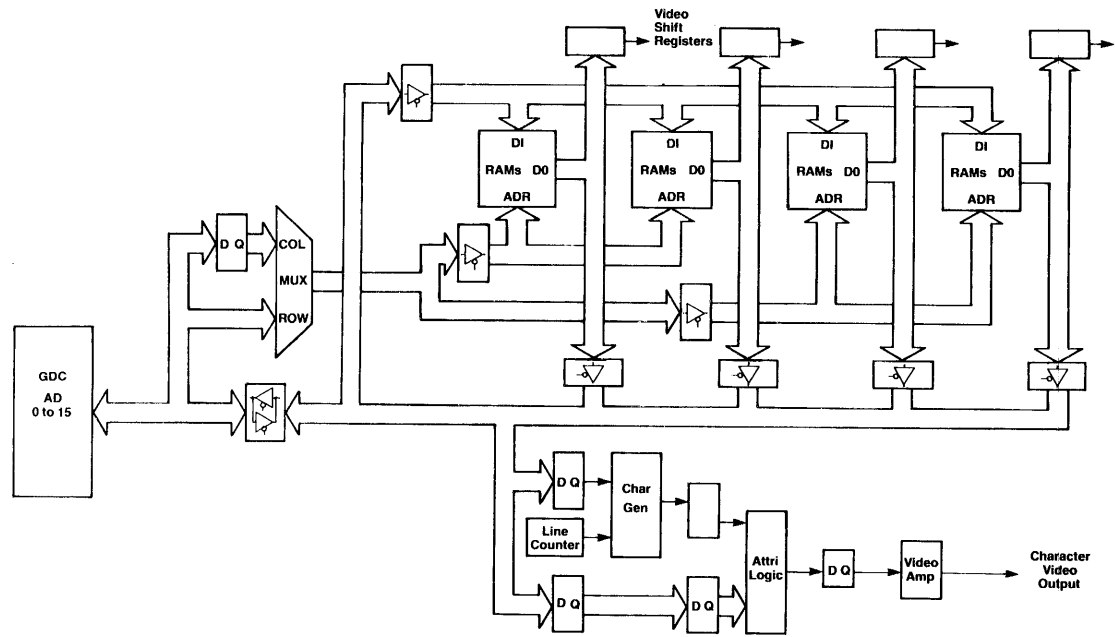 Video
Shift
Registers
DI
RAMs D0
ADR
DI
RAMs D0
ADR
DI
RAMs D0
ADR
DI
RAMs D0
ADR
D Q
COL
MUX
ROW
GDC
AD
0 to 15
D Q
Char
Gen
Line
Counter
Attri
Logic
D Q
Video
Amp
Character
Video
Output
D Q
D Q